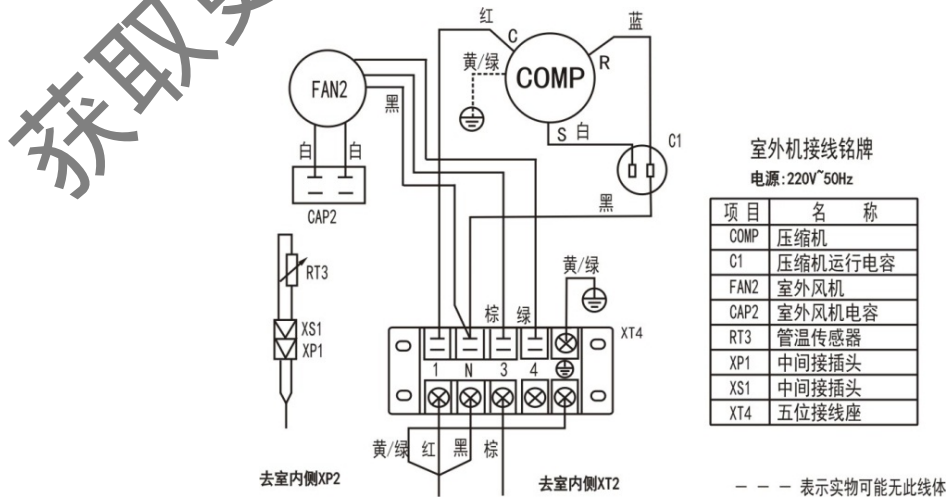 获取更
红
蓝
C
黄/绿
COMP
R
FAN2
黑
S 白
C1
白 白
CAP2
黑
室外机接线铭牌
电源:220V~50Hz
项目 名 称
COMP 压缩机
C1 压缩机运行电容
FAN2 室外风机
CAP2 室外风机电容
RT3 管温传感器
XP1 中间接插头
XS1 中间接插头
XT4 五位接线座
RT3
黄/绿
XS1
XP1
棕 绿
XT4
1 N 3 4
黄/绿 红 黑 棕
去室内侧XP2
去室内侧XT2
--- 表示实物可能无此线体